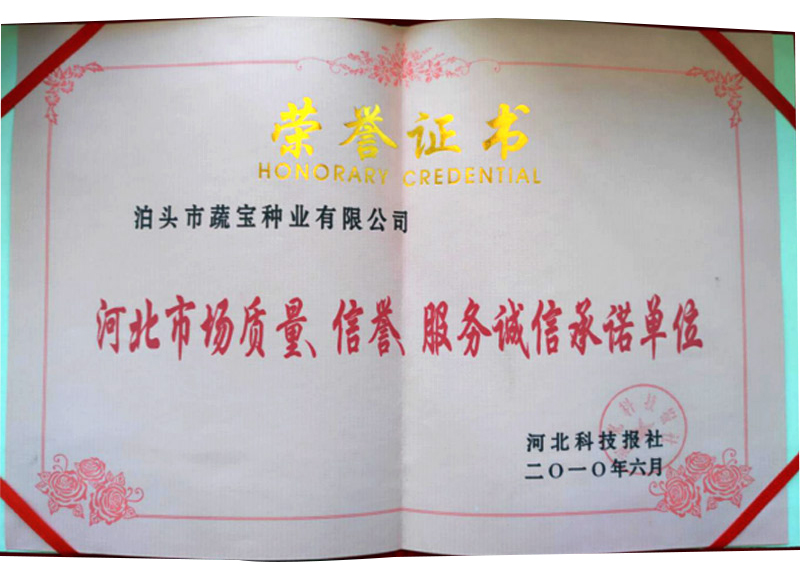 荣誉证书
HONORARY CREDENTIAL
泊头市蔬宝种业有限公司
河北市场质量、信誉、服务诚信承诺单位
河北科技报社
二〇一〇年六月